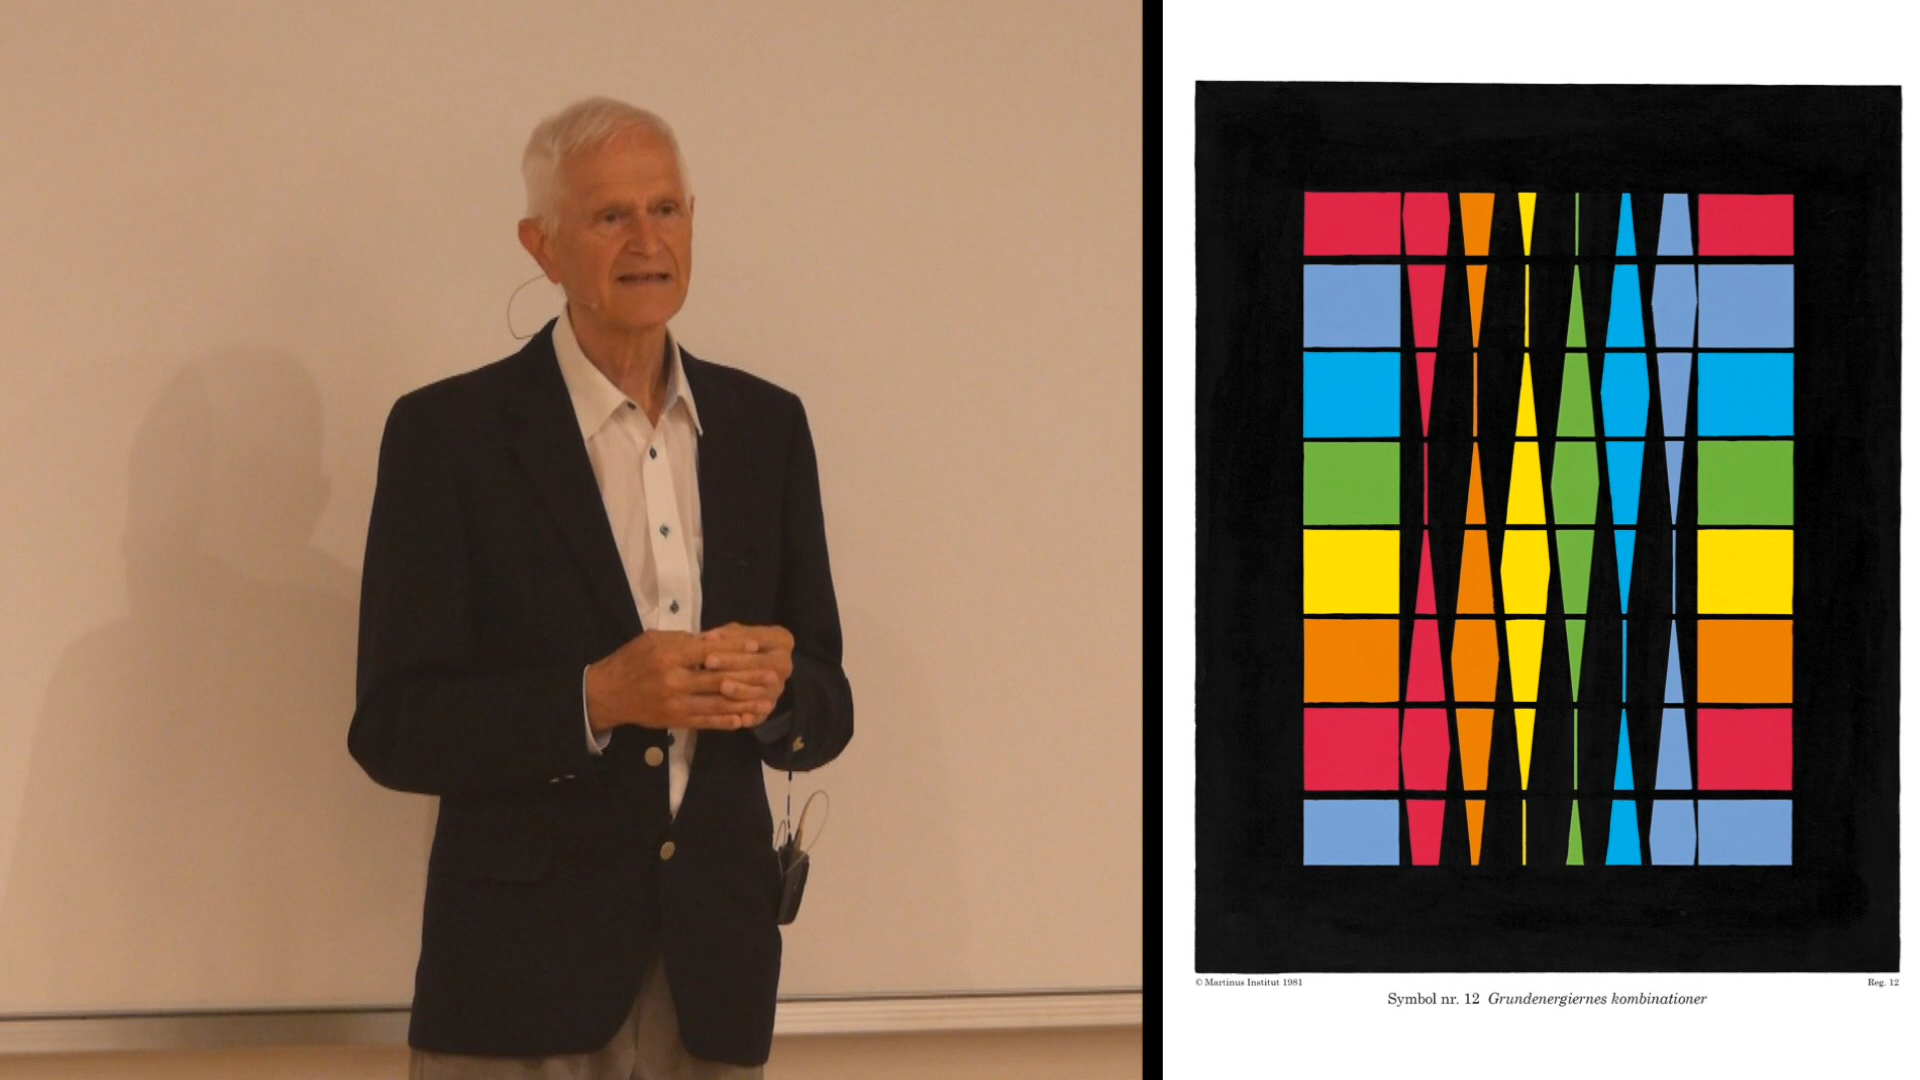 © Martinus Institut 1981
Reg. 12
Symbol nr. 12 Grundenergiernes kombinationer